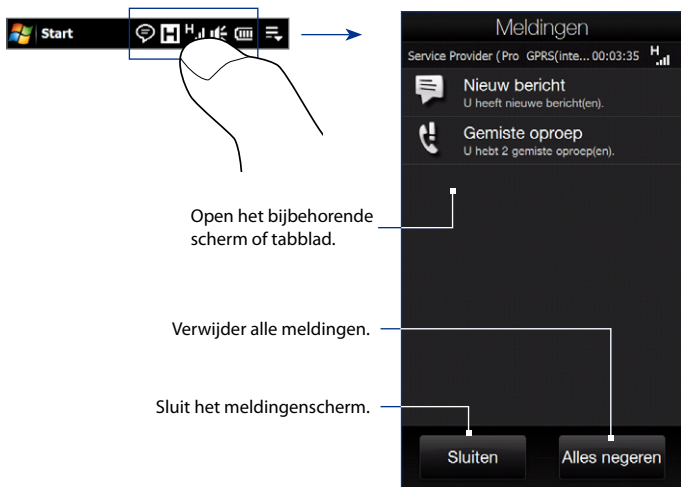 Start
Meldingen
Service Provider (Pro GPRS(inte... 00:03:35 H
Nieuw bericht
U heeft nieuwe bericht(en).
Gemiste oproep
U hebt 2 gemiste oproep(en).
Open het bijbehorende
scherm of tabblad.
Verwijder alle meldingen.
Sluit het meldingenscherm.
Sluiten Alles negeren